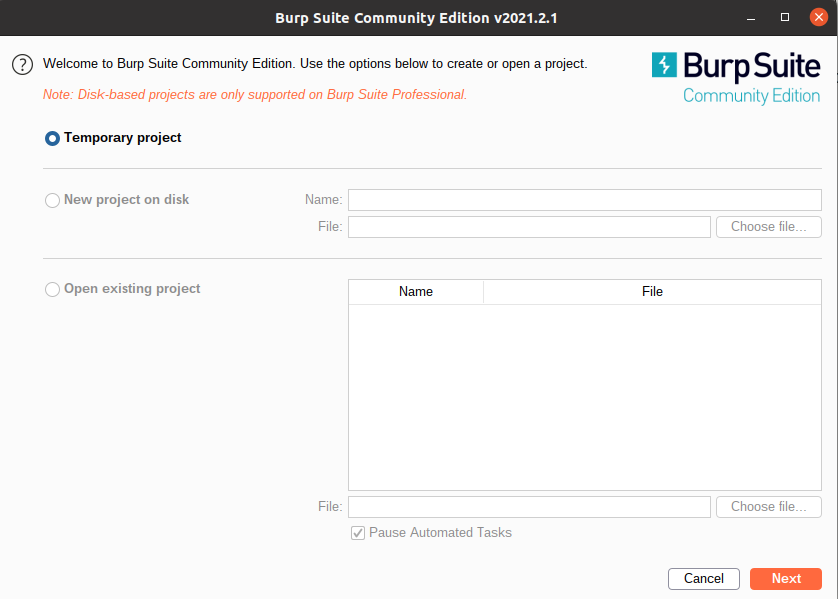 Burp Suite Community Edition v2021.2.1
? Welcome to Burp Suite Community Edition. Use the options below to create or open a project.
Note: Disk-based projects are only supported on Burp Suite Professional.
Burp Suite
Community Edition
Temporary project
New project on disk Name:
File: Choose file...
Open existing project Name File
File: Choose file...
Pause Automated Tasks
Cancel Next